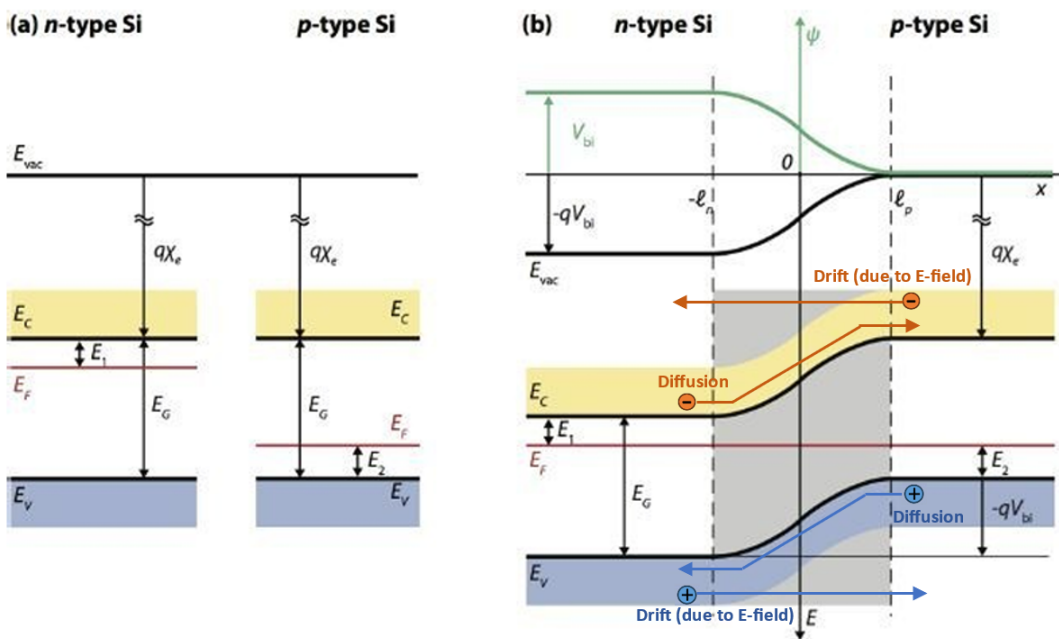 (a) n-type Si
p-type Si
E_vac
qχ_e
qχ_e
E_C
E_C
E_1
E_F
E_G
E_G
E_F
E_2
E_V
E_V
(b)
n-type Si
p-type Si
ψ
V_bi
0
x
-ℓ_n
ℓ_p
-qV_bi
qχ_e
E_vac
Drift (due to E-field)
Diffusion
E_C
E_1
E_F
E_2
E_G
Diffusion
-qV_bi
E_V
Drift (due to E-field)
E